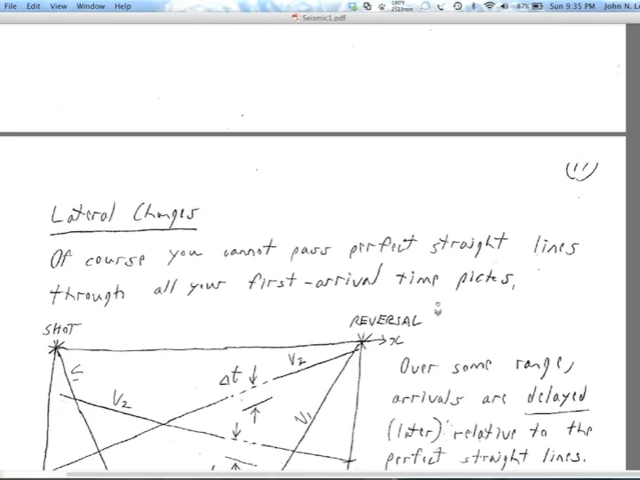 File Edit View Window Help
87% Sun 9:35 PM
Seismic1.pdf
(11)
Lateral Changes
Of course you cannot pass perfect straight lines
through all your first-arrival time picks,
SHOT
REVERSAL
x
V1
V2
Δt
V2
V1
Over some range,
arrivals are delayed
(later) relative to the
perfect straight lines.